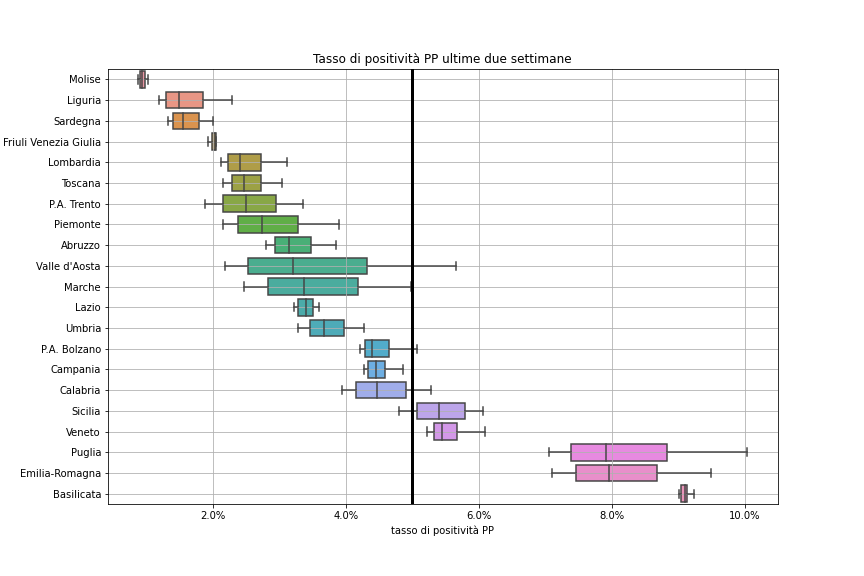 Tasso di positività PP ultime due settimane
Molise
Liguria
Sardegna
Friuli Venezia Giulia
Lombardia
Toscana
P.A. Trento
Piemonte
Abruzzo
Valle d'Aosta
Marche
Lazio
Umbria
P.A. Bolzano
Campania
Calabria
Sicilia
Veneto
Puglia
Emilia-Romagna
Basilicata
2.0% 4.0% 6.0% 8.0% 10.0%
tasso di positività PP